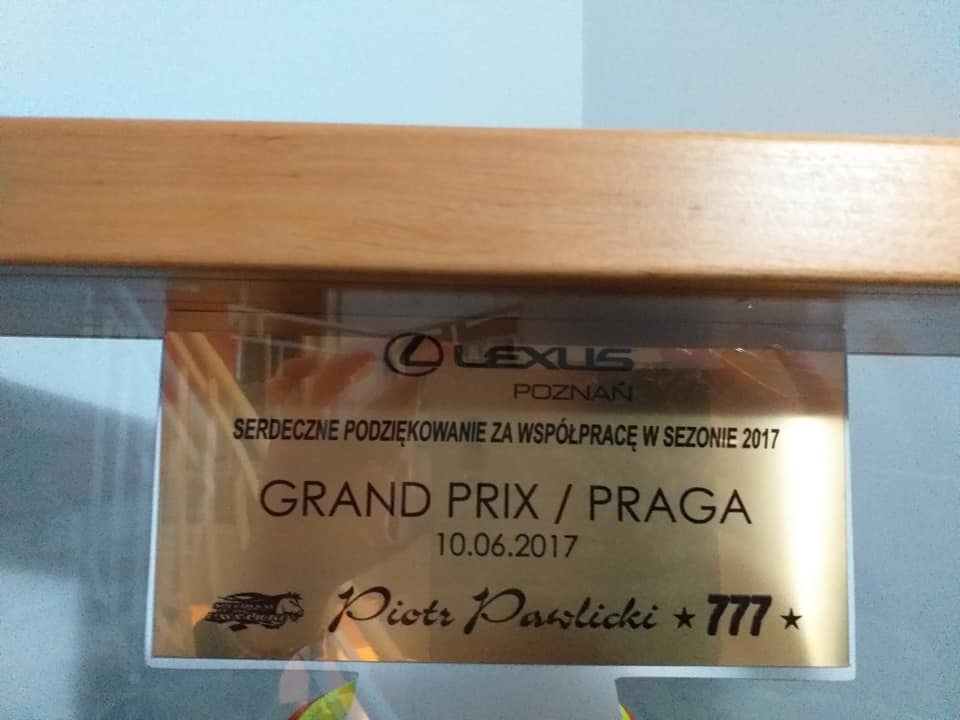 LEXUS
POZNAŃ
SERDECZNE PODZIĘKOWANIE ZA WSPÓŁPRACĘ W SEZONIE 2017
GRAND PRIX / PRAGA
10.06.2017
Piotr Pawlicki ★ 777 ★